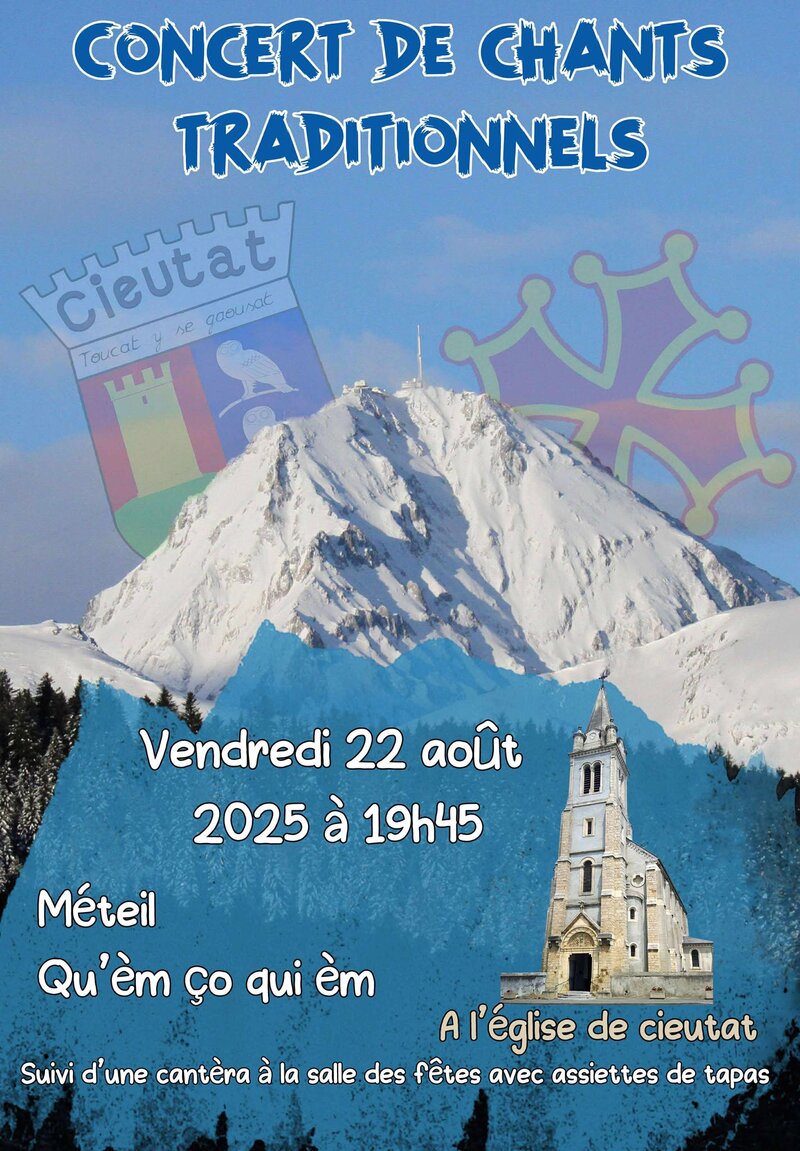 CONCERT DE CHANTS
TRADITIONNELS
Cieutat
Toucat y se gaousat
Vendredi 22 août
2025 à 19h45
Méteil
Qu'èm ço qui èm
A l'église de cieutat
Suivi d'une cantèra à la salle des fêtes avec assiettes de tapas